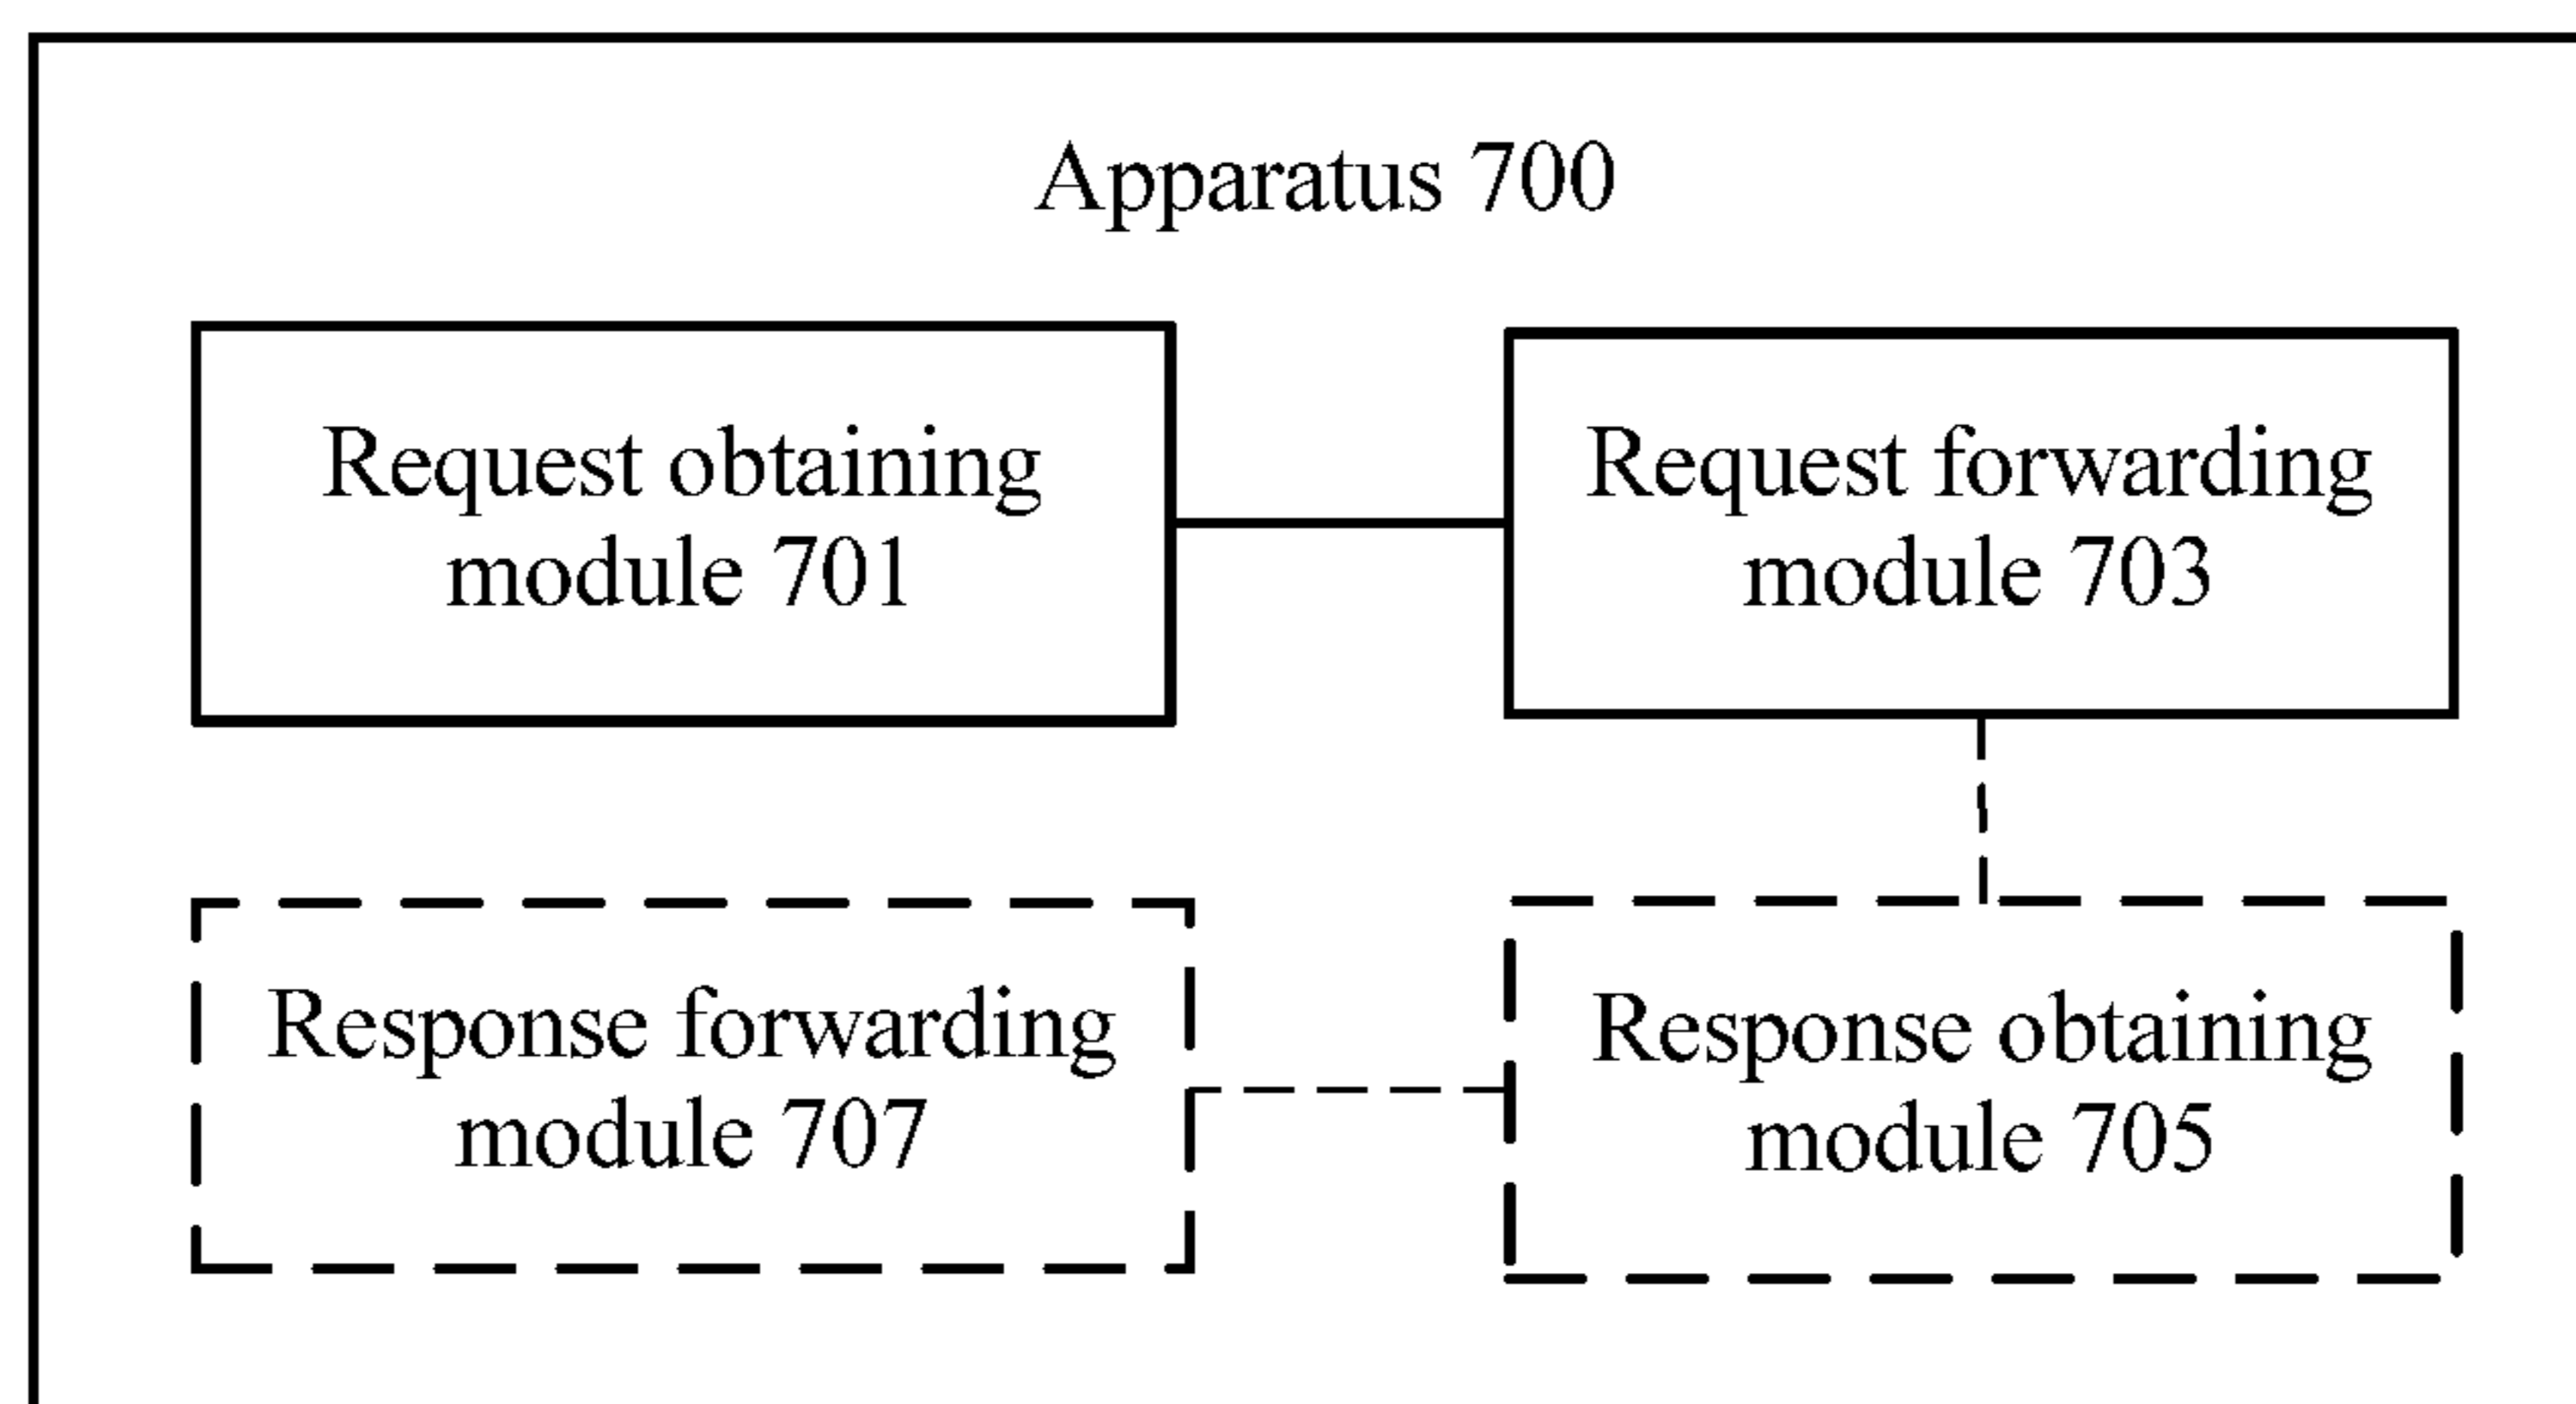 Apparatus 700
Request obtaining
module 701
Request forwarding
module 703
Response forwarding
module 707
Response obtaining
module 705